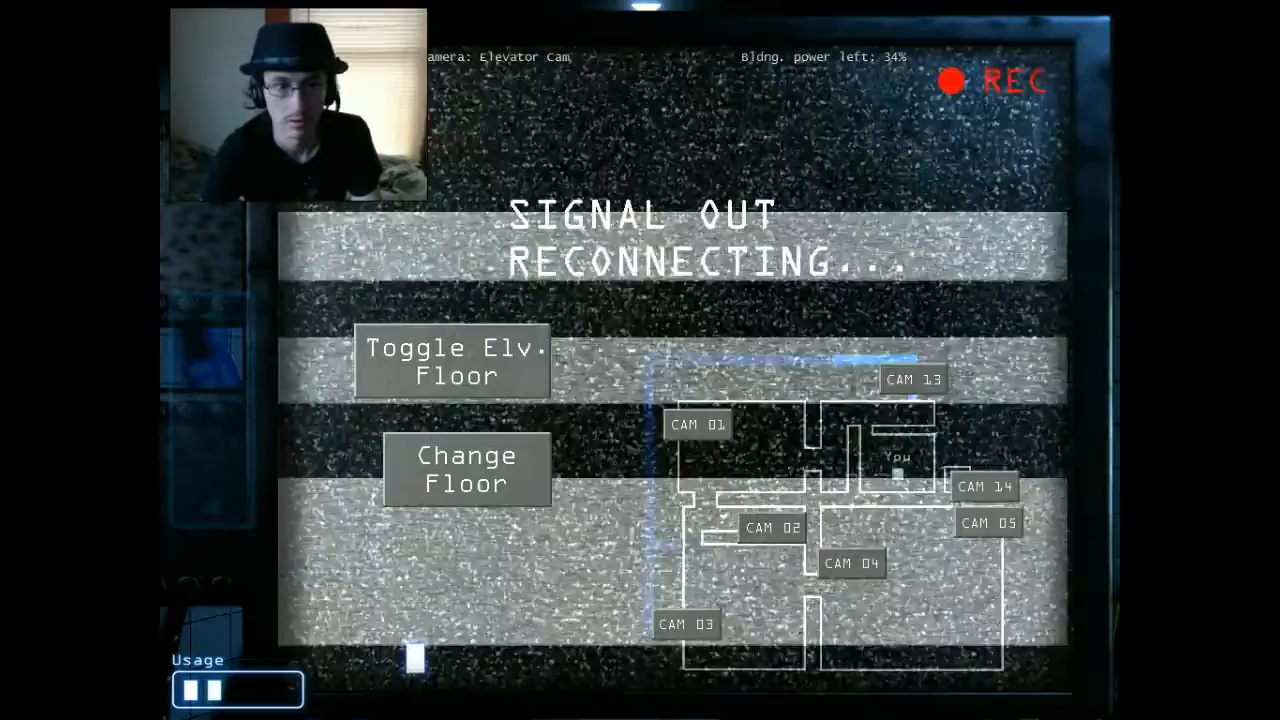 amera: Elevator Cam
Bldng. power left: 34%
REC
SIGNAL OUT
RECONNECTING...
Toggle Elv.
Floor
CAM 13
CAM 01
Change
Floor
You
CAM 14
CAM 05
CAM 02
CAM 04
CAM 03
Usage